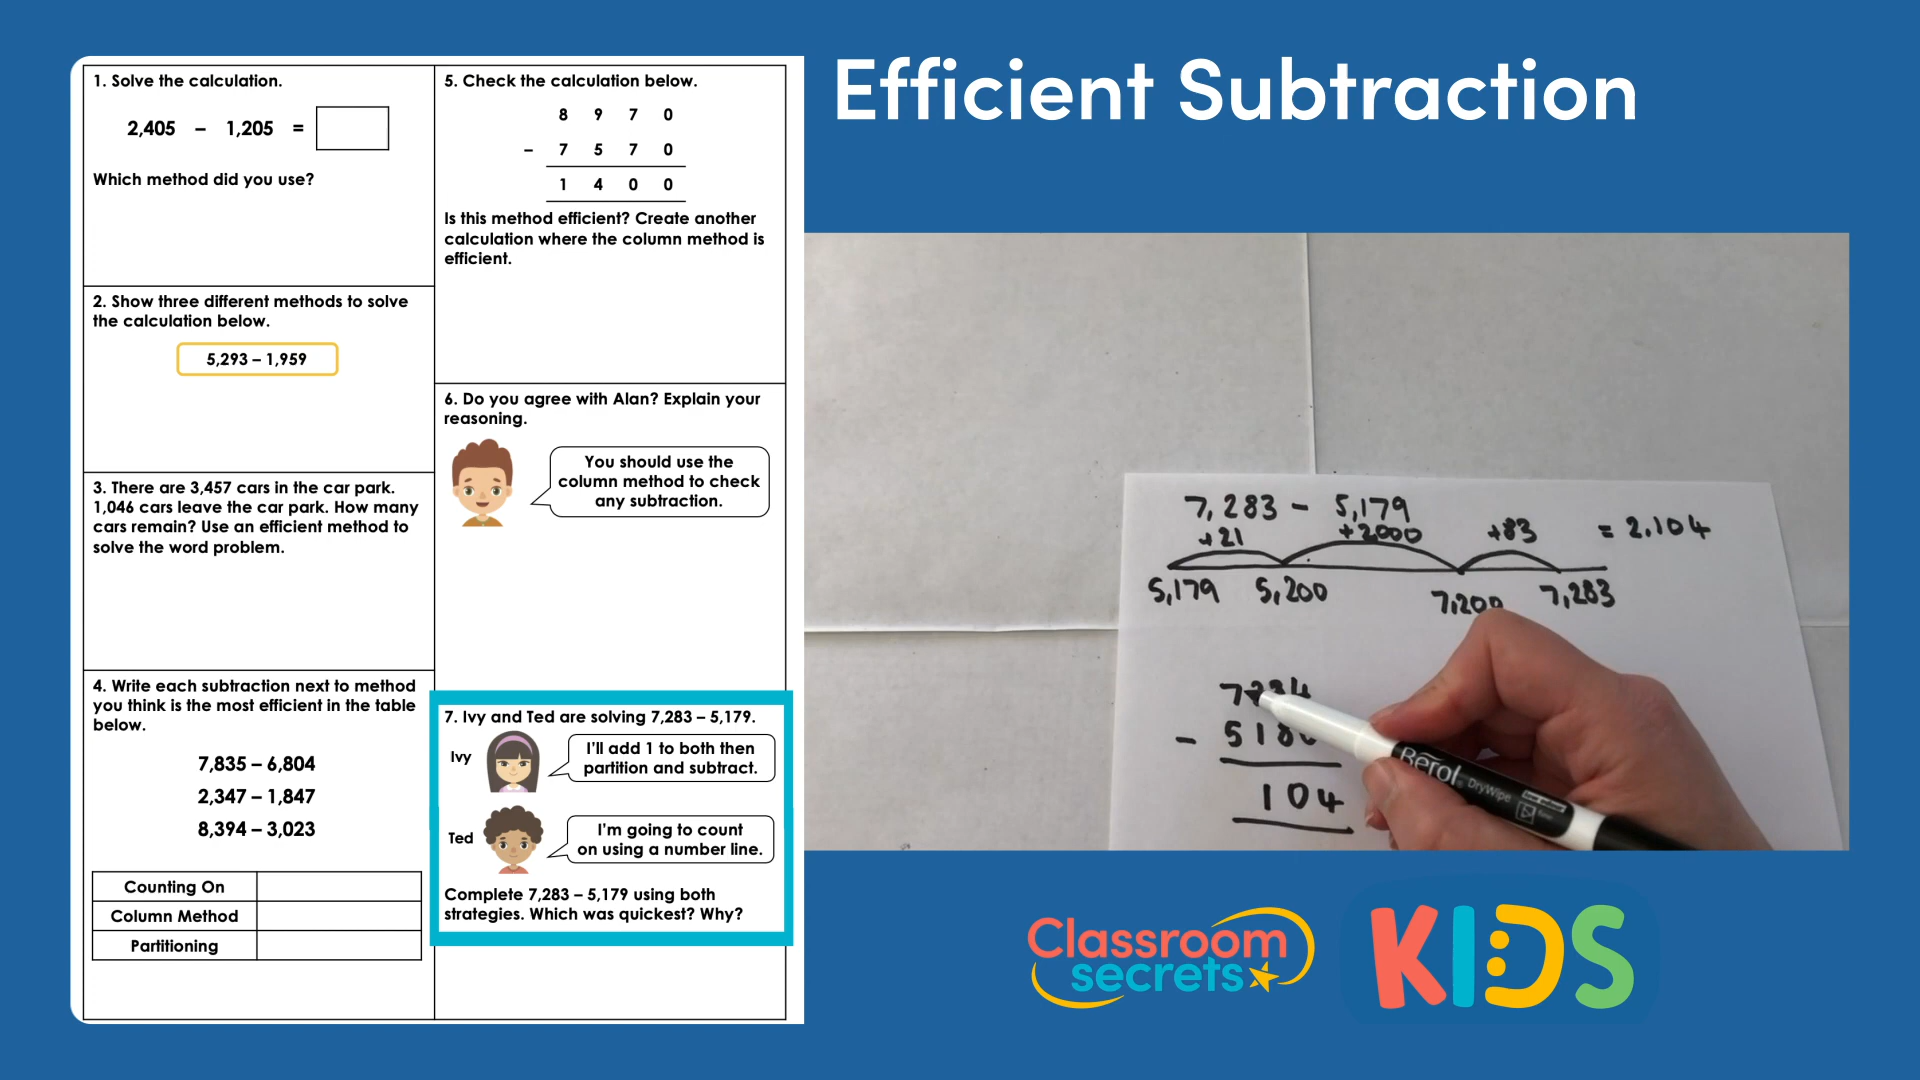 Efficient Subtraction
1. Solve the calculation.
2,405 – 1,205 =
Which method did you use?
2. Show three different methods to solve
the calculation below.
5,293 – 1,959
3. There are 3,457 cars in the car park.
1,046 cars leave the car park. How many
cars remain? Use an efficient method to
solve the word problem.
4. Write each subtraction next to method
you think is the most efficient in the table
below.
7,835 – 6,804
2,347 – 1,847
8,394 – 3,023
Counting On
Column Method
Partitioning
5. Check the calculation below.
8 9 7 0
– 7 5 7 0
1 4 0 0
Is this method efficient? Create another
calculation where the column method is
efficient.
6. Do you agree with Alan? Explain your
reasoning.
You should use the
column method to check
any subtraction.
7. Ivy and Ted are solving 7,283 – 5,179.
Ivy
I'll add 1 to both then
partition and subtract.
Ted
I'm going to count
on using a number line.
Complete 7,283 – 5,179 using both
strategies. Which was quickest? Why?
7,283 – 5,179
+21 +2000 +83 = 2,104
5,179 5,200 7,200 7,283
104
Berol
DryWipe
Classroom
secrets
KIDS